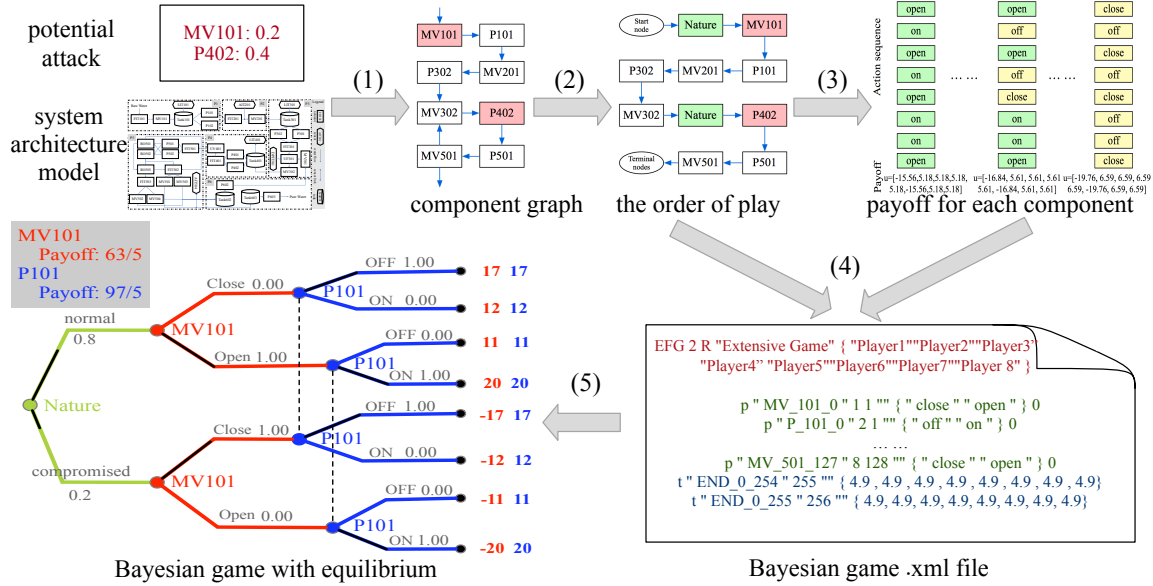 potential
attack
MV101: 0.2
P402: 0.4
system
architecture
model
(1)
MV101
P101
P302
MV201
MV302
P402
MV501
P501
component graph
(2)
Start
node
Nature
MV101
P302
MV201
P101
MV302
Nature
P402
Terminal
nodes
MV501
P501
the order of play
(3)
Action sequence
open open close
on off off
open open close
on ... ... off ... ... off
open close close
on off off
on off off
open open close
Payoff
u=[-15.56,5.18,5.18,5.18,
5.18,-15.56,5.18,5.18]
u=[-16.84, 5.61, 5.61, 5.61
5.61, -16.84, 5.61, 5.61]
u=[-19.76, 6.59, 6.59, 6.59
6.59, -19.76, 6.59, 6.59]
payoff for each component
(4)
MV101
Payoff: 63/5
P101
Payoff: 97/5
normal
0.8
Nature
compromised
0.2
MV101
Close 0.00
Open 1.00
P101
OFF 1.00
17 17
ON 0.00
12 12
P101
OFF 0.00
11 11
ON 1.00
20 20
MV101
Close 1.00
Open 0.00
P101
OFF 1.00
-17 17
ON 0.00
-12 12
P101
OFF 0.00
-11 11
ON 1.00
-20 20
Bayesian game with equilibrium
(5)
EFG 2 R "Extensive Game" { "Player1""Player2""Player3"
"Player4" "Player5""Player6""Player7""Player 8" }
p " MV_101_0 " 1 1 "" { " close " " open " } 0
p " P_101_0 " 2 1 "" { " off " " on " } 0
... ...
p " MV_501_127 " 8 128 "" { " close " " open " } 0
t " END_0_254 " 255 "" { 4.9 , 4.9 , 4.9 , 4.9 , 4.9 , 4.9 , 4.9 , 4.9}
t " END_0_255 " 256 "" { 4.9, 4.9, 4.9, 4.9, 4.9, 4.9, 4.9, 4.9}
Bayesian game .xml file